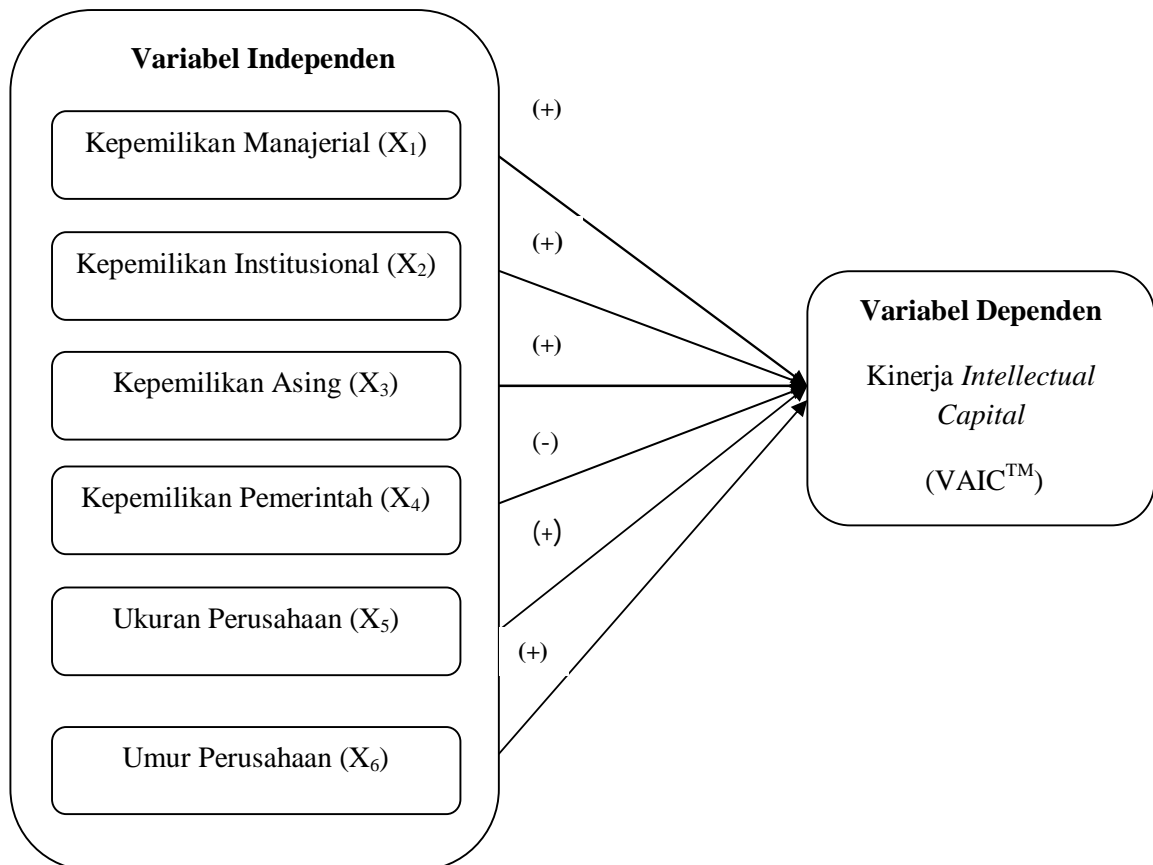 Variabel Independen
Kepemilikan Manajerial (X₁)
Kepemilikan Institusional (X₂)
Kepemilikan Asing (X₃)
Kepemilikan Pemerintah (X₄)
Ukuran Perusahaan (X₅)
Umur Perusahaan (X₆)
(+)
(+)
(+)
(-)
(+)
(+)
Variabel Dependen
Kinerja Intellectual
Capital
(VAIC™)